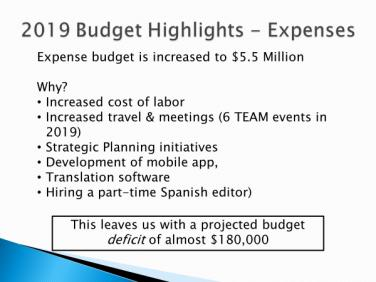 2019 Budget Highlights – Expenses
Expense budget is increased to $5.5 Million
Why?
• Increased cost of labor
• Increased travel & meetings (6 TEAM events in
2019)
• Strategic Planning initiatives
• Development of mobile app,
• Translation software
• Hiring a part-time Spanish editor)
This leaves us with a projected budget
deficit of almost $180,000